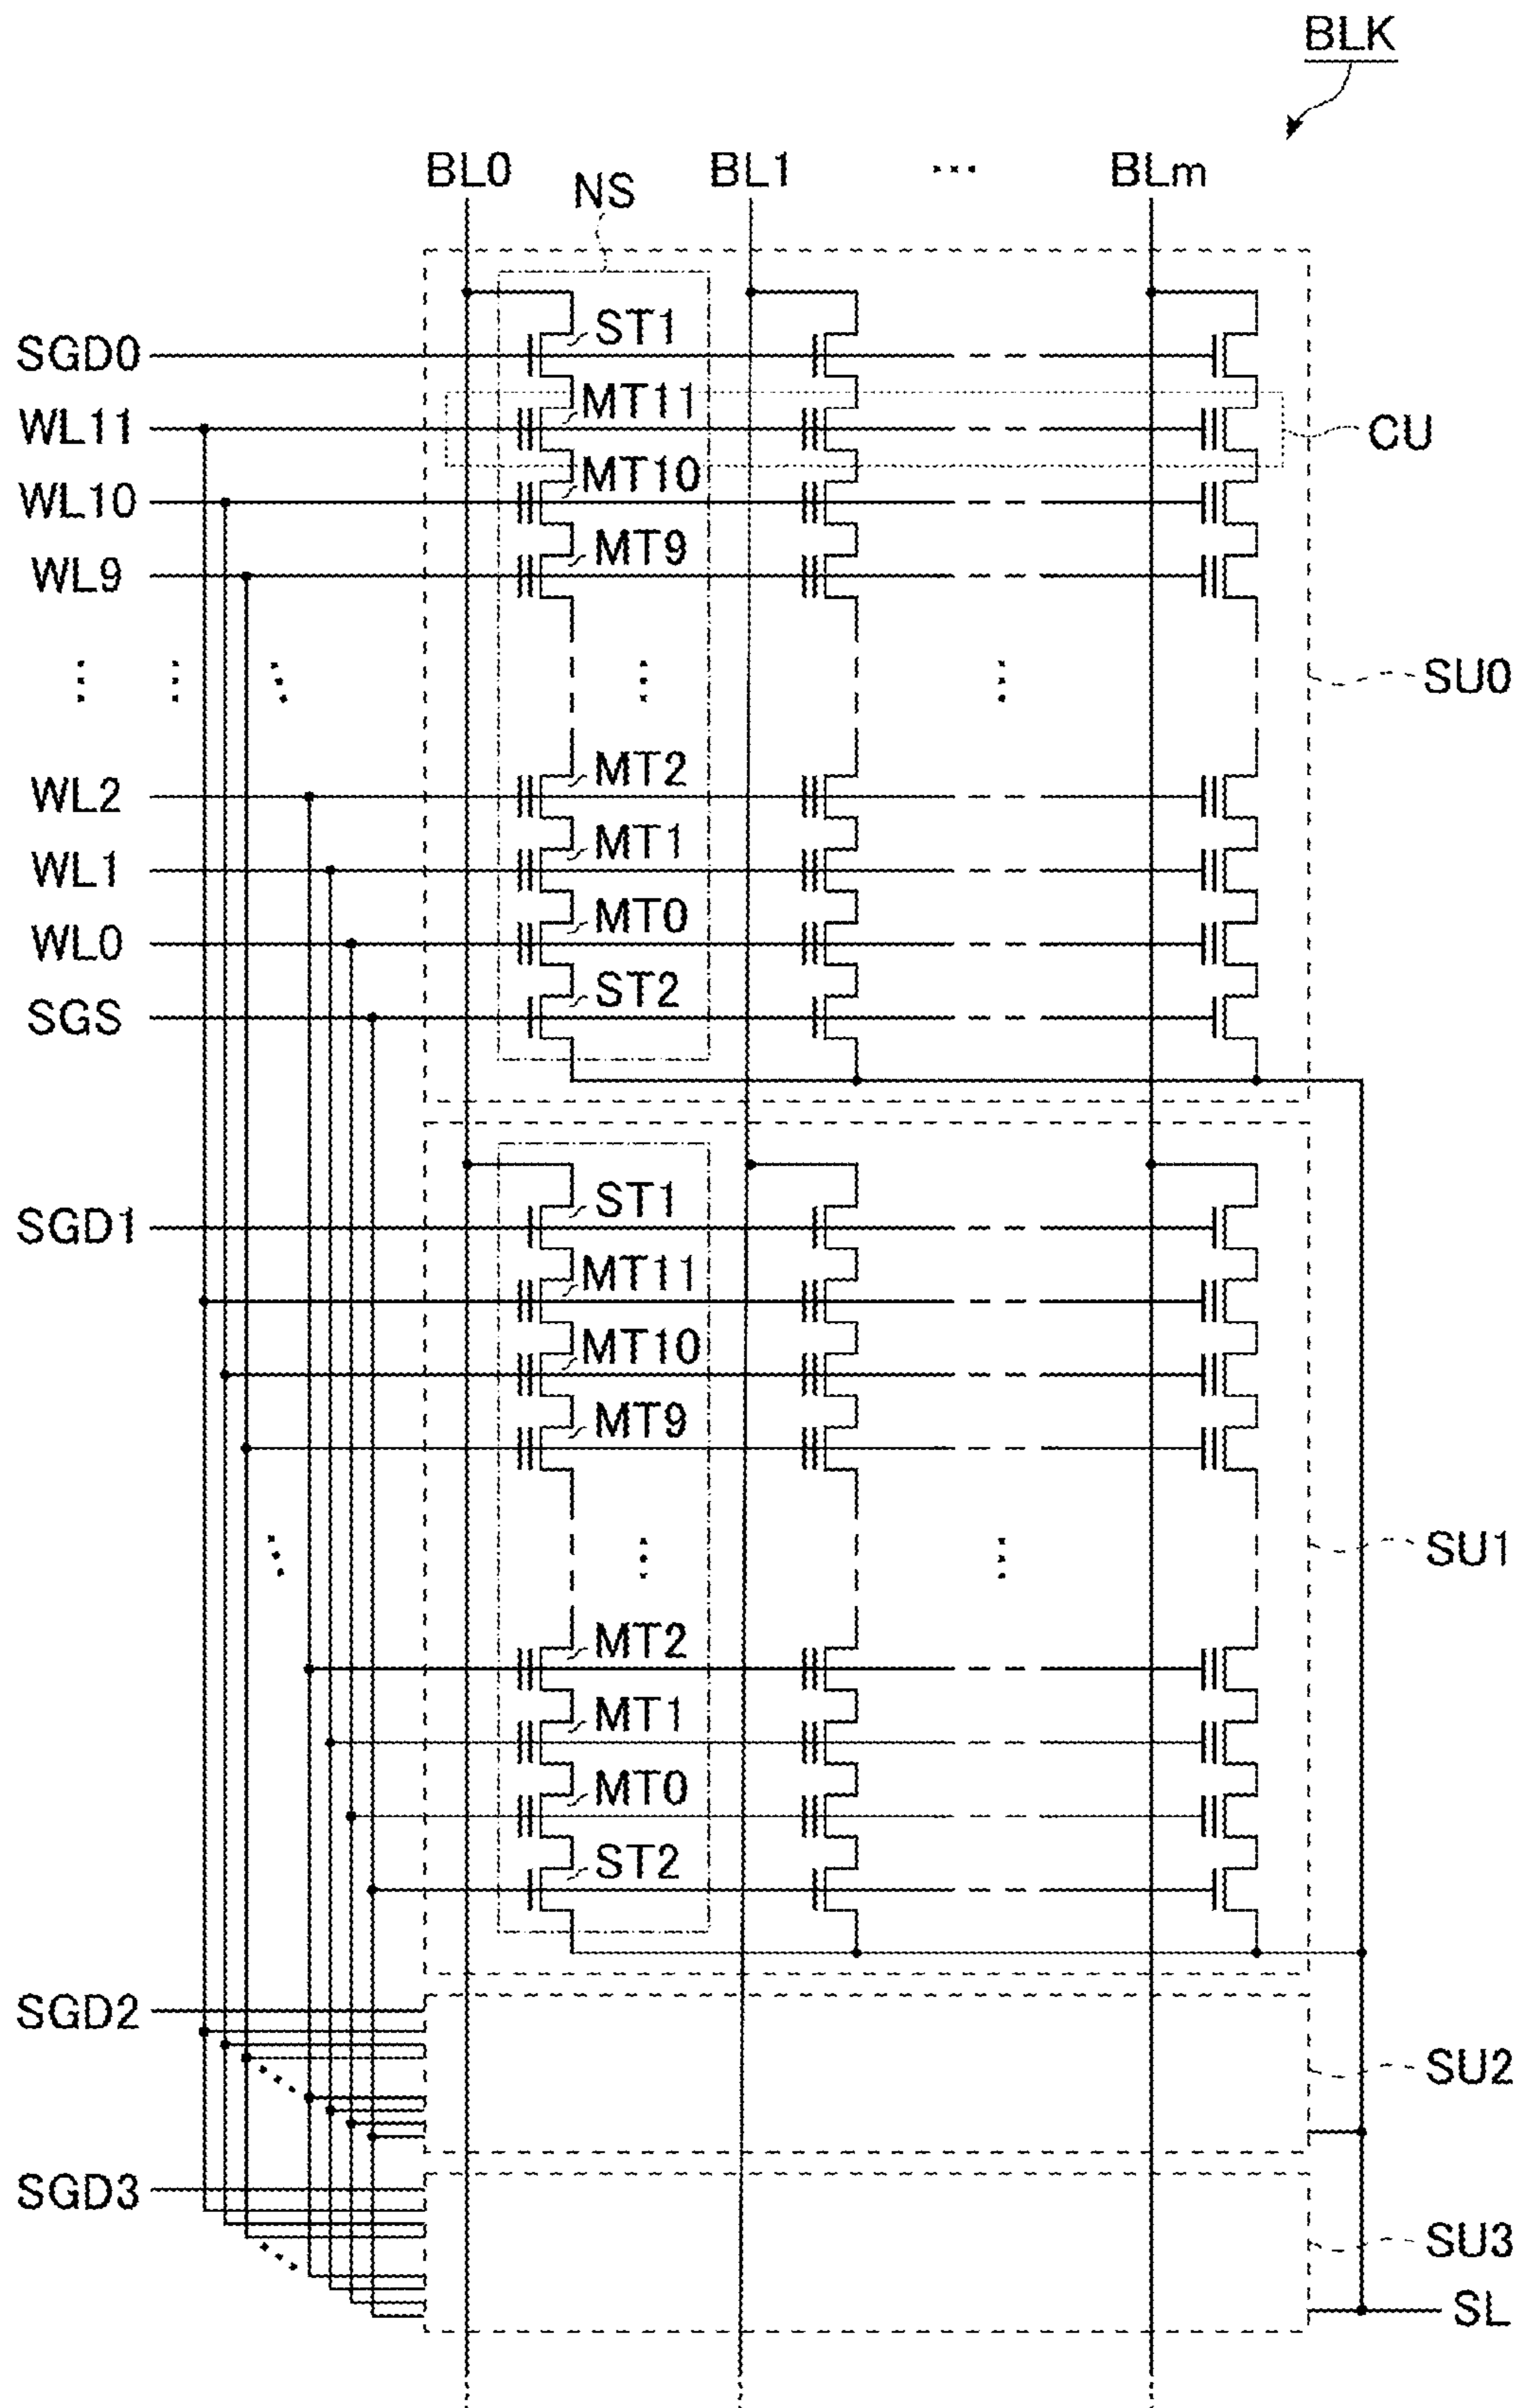 BLK
BL0 NS BL1 ... BLm
SGD0 ST1
WL11 MT11 CU
WL10 MT10
WL9 MT9
SU0
WL2 MT2
WL1 MT1
WL0 MT0
SGS ST2
SGD1 ST1
MT11
MT10
MT9
SU1
MT2
MT1
MT0
ST2
SGD2
SU2
SGD3
SU3
SL